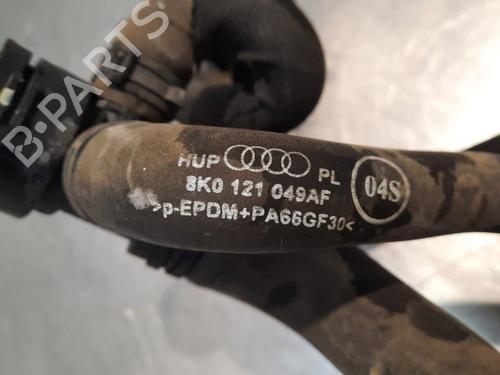 B-PARTS
HUP PL
8K0 121 049AF
04S
>p-EPDM+PA66GF30<